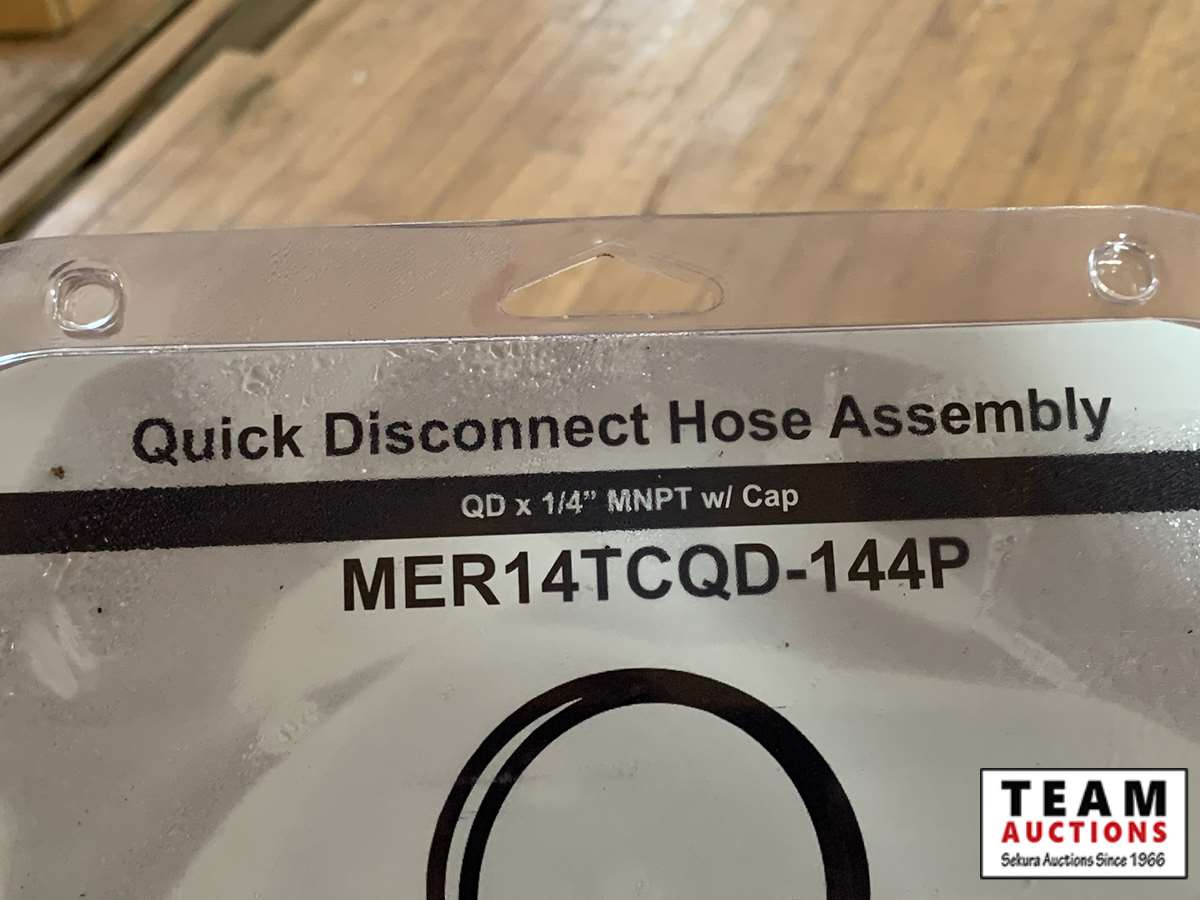 Quick Disconnect Hose Assembly
QD x 1/4” MNPT w/ Cap
MER14TCQD-144P
TEAM
AUCTIONS
Sekura Auctions Since 1966